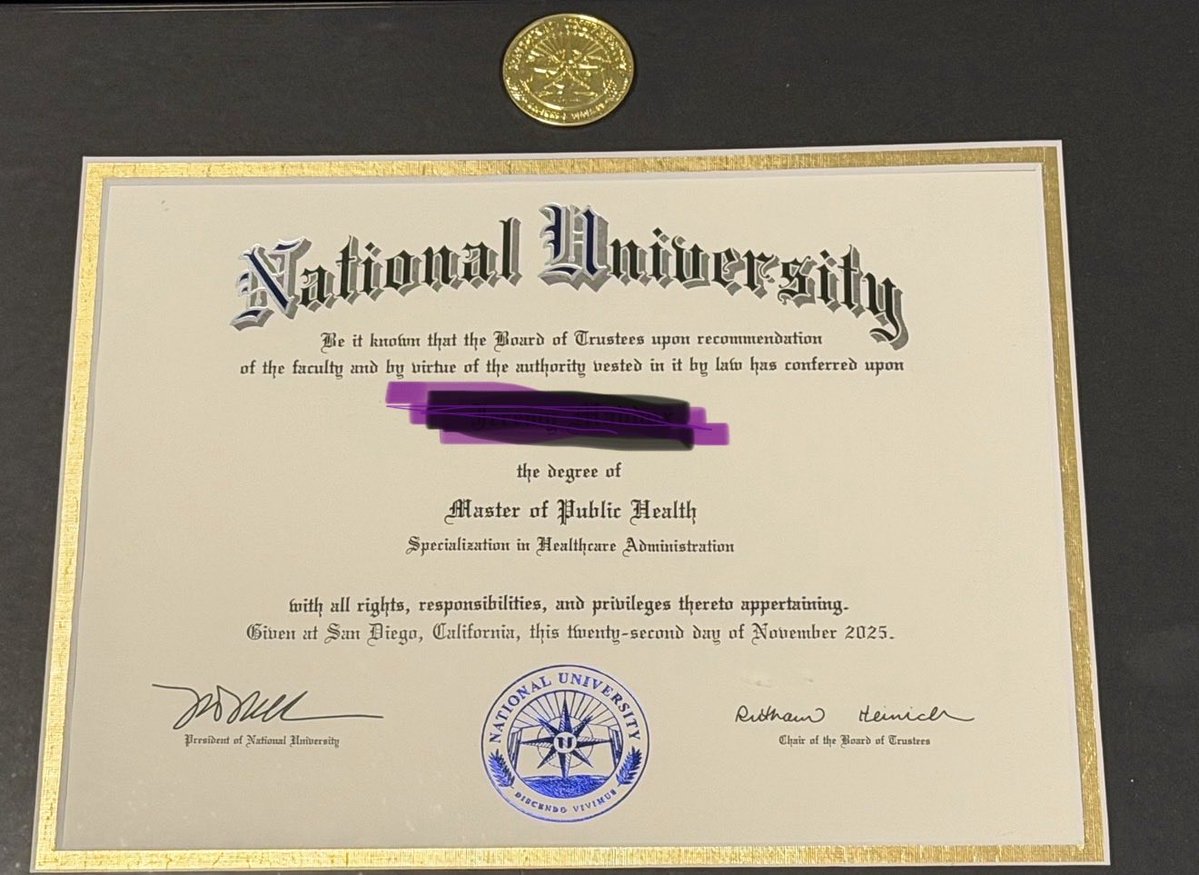 National University
Be it known that the Board of Trustees upon recommendation
of the faculty and by virtue of the authority vested in it by law has conferred upon
the degree of
Master of Public Health
Specialization in Healthcare Administration
with all rights, responsibilities, and privileges thereto appertaining.
Given at San Diego, California, this twenty-second day of November 2025.
President of National University
NATIONAL UNIVERSITY
U
DISCENDO VIVIMUS
Chair of the Board of Trustees